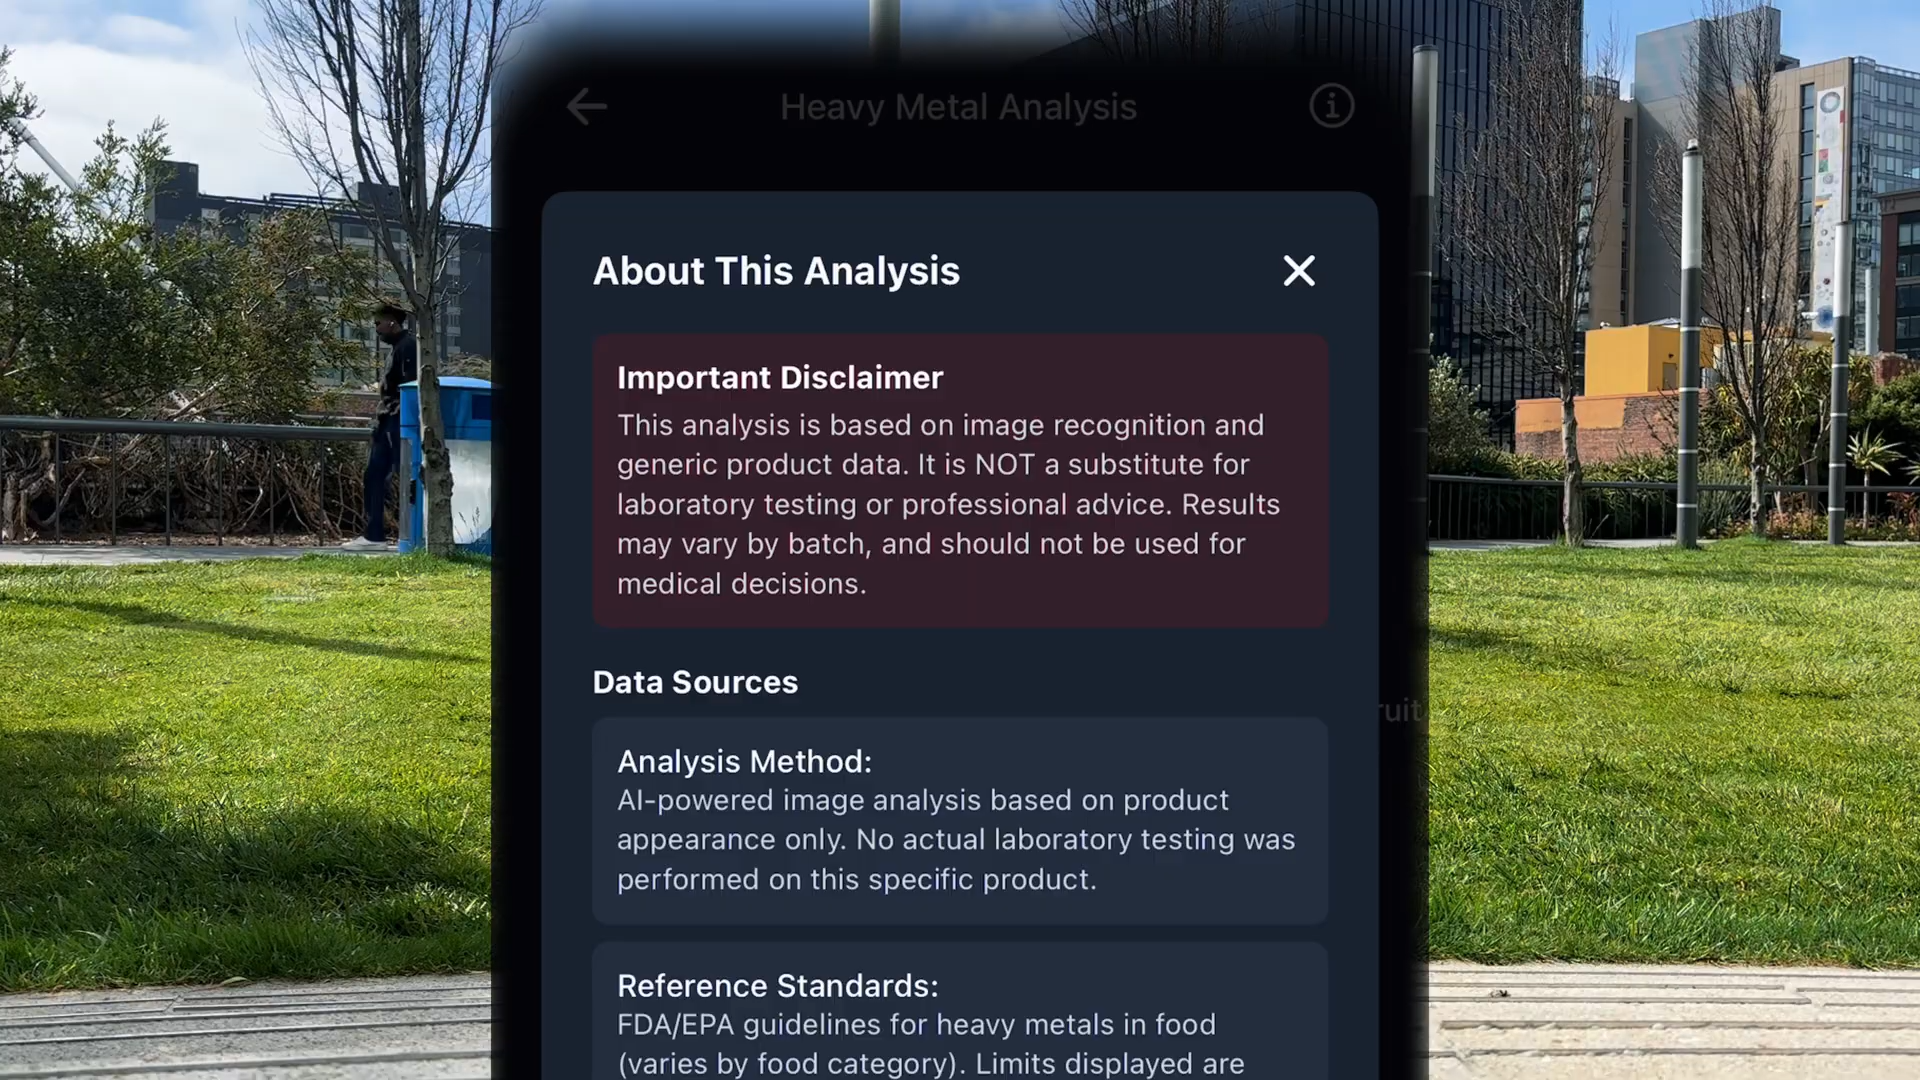 Heavy Metal Analysis
About This Analysis
Important Disclaimer
This analysis is based on image recognition and
generic product data. It is NOT a substitute for
laboratory testing or professional advice. Results
may vary by batch, and should not be used for
medical decisions.
Data Sources
ruit
Analysis Method:
AI-powered image analysis based on product
appearance only. No actual laboratory testing was
performed on this specific product.
Reference Standards:
FDA/EPA guidelines for heavy metals in food
(varies by food category). Limits displayed are